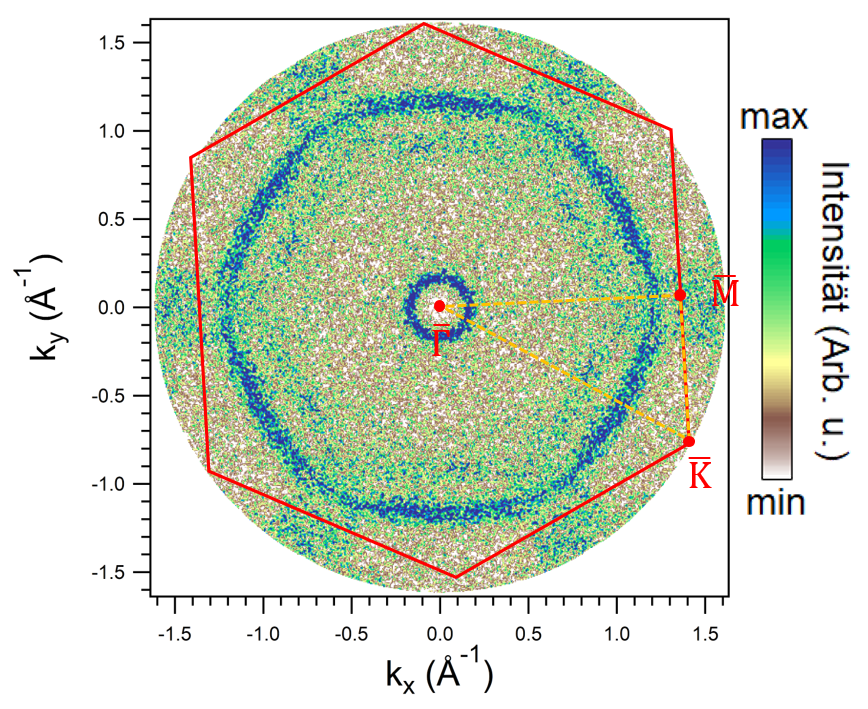 1.5
1.0
0.5
0.0
-0.5
-1.0
-1.5
k_y (Å^-1)
-1.5 -1.0 -0.5 0.0 0.5 1.0 1.5
k_x (Å^-1)
Γ̅
M̅
K̅
max
Intensität (Arb. u.)
min